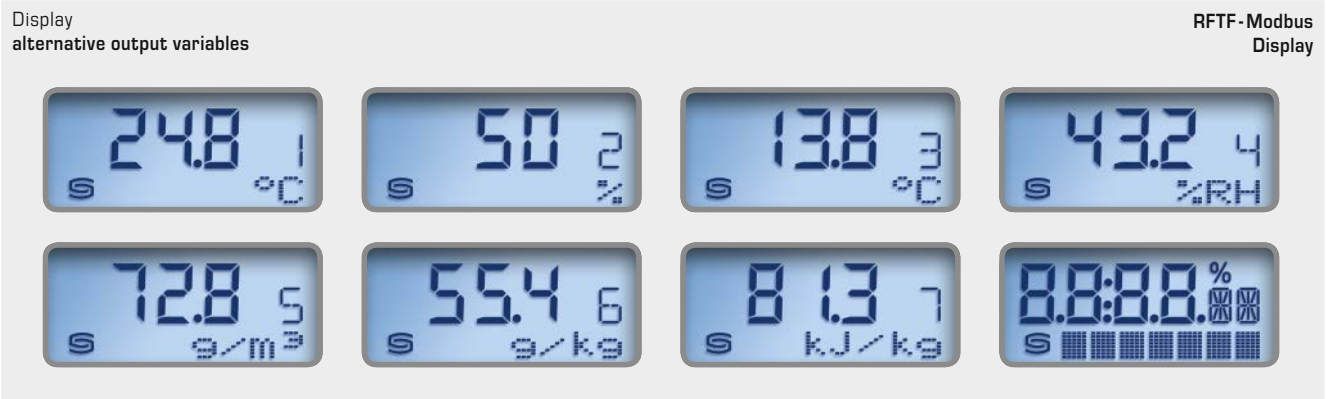 Display
alternative output variables
RFTF-Modbus
Display
24.8 1
°C
50 2
%
13.8 3
°C
43.2 4
%RH
72.8 5
g/m³
55.4 6
g/kg
81.3 7
kJ/kg
8.8:8.8.%